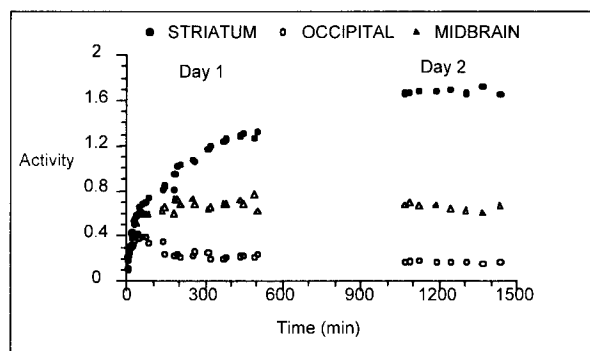 STRIATUM OCCIPITAL MIDBRAIN
2
Day 1 Day 2
1.6
1.2
Activity
0.8
0.4
0
0 300 600 900 1200 1500
Time (min)